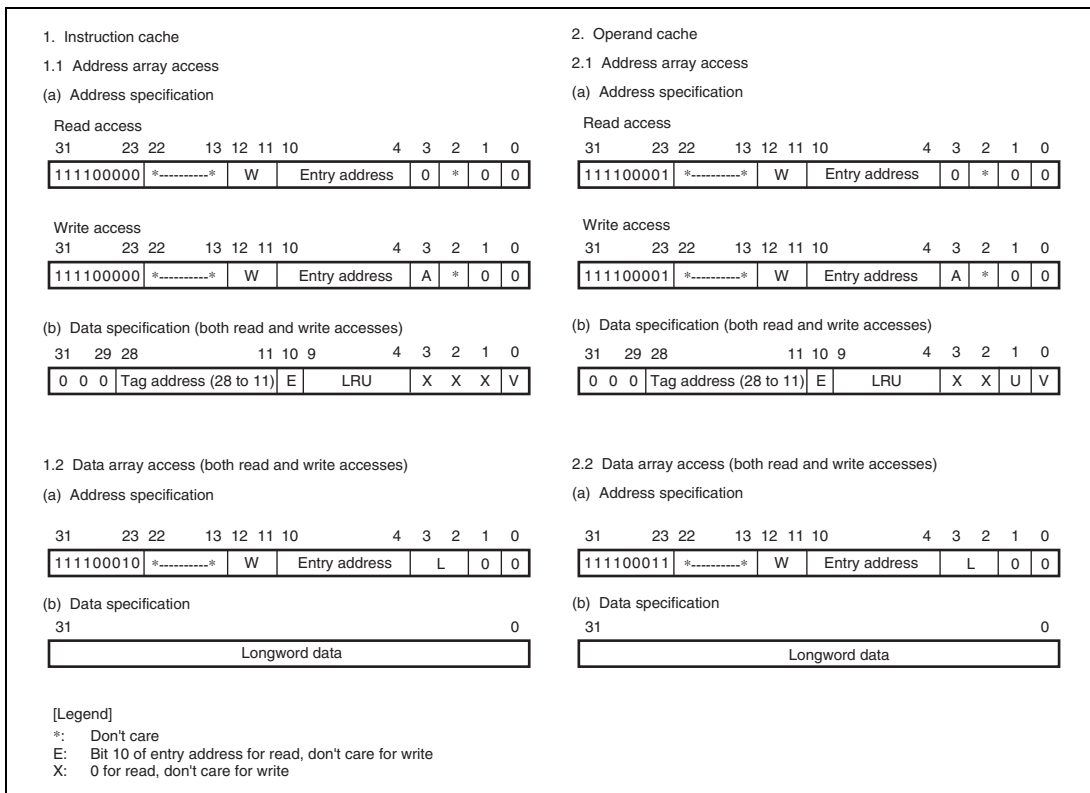 1. Instruction cache
1.1 Address array access
(a) Address specification
Read access
31 23 22 13 12 11 10 4 3 2 1 0
111100000 *----------* W Entry address 0 * 0 0
Write access
31 23 22 13 12 11 10 4 3 2 1 0
111100000 *----------* W Entry address A * 0 0
(b) Data specification (both read and write accesses)
31 29 28 11 10 9 4 3 2 1 0
0 0 0 Tag address (28 to 11) E LRU X X X V
1.2 Data array access (both read and write accesses)
(a) Address specification
31 23 22 13 12 11 10 4 3 2 1 0
111100010 *----------* W Entry address L 0 0
(b) Data specification
31 0
Longword data
2. Operand cache
2.1 Address array access
(a) Address specification
Read access
31 23 22 13 12 11 10 4 3 2 1 0
111100001 *----------* W Entry address 0 * 0 0
Write access
31 23 22 13 12 11 10 4 3 2 1 0
111100001 *----------* W Entry address A * 0 0
(b) Data specification (both read and write accesses)
31 29 28 11 10 9 4 3 2 1 0
0 0 0 Tag address (28 to 11) E LRU X X U V
2.2 Data array access (both read and write accesses)
(a) Address specification
31 23 22 13 12 11 10 4 3 2 1 0
111100011 *----------* W Entry address L 0 0
(b) Data specification
31 0
Longword data
[Legend]
*: Don't care
E: Bit 10 of entry address for read, don't care for write
X: 0 for read, don't care for write